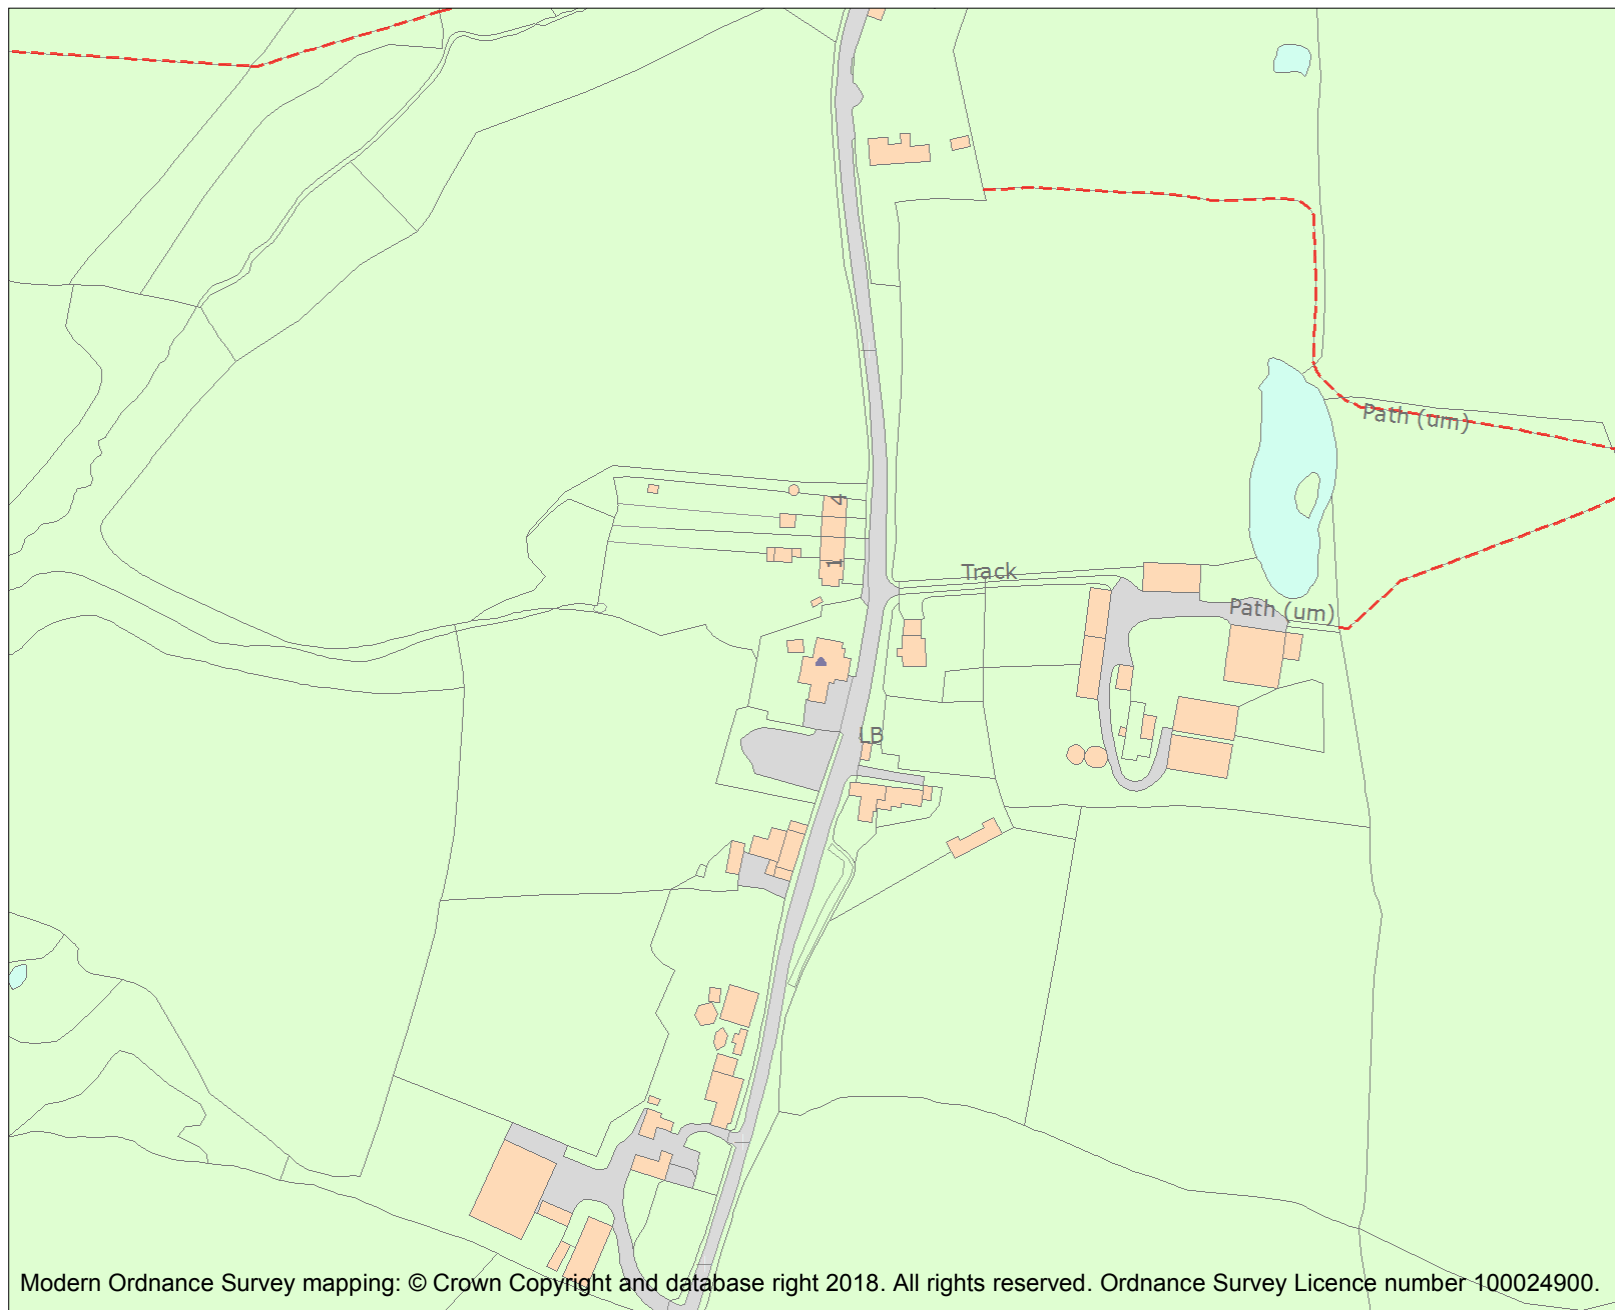 Path (um)
4
1
Track
Path (um)
LB
Modern Ordnance Survey mapping: © Crown Copyright and database right 2018. All rights reserved. Ordnance Survey Licence number 100024900.